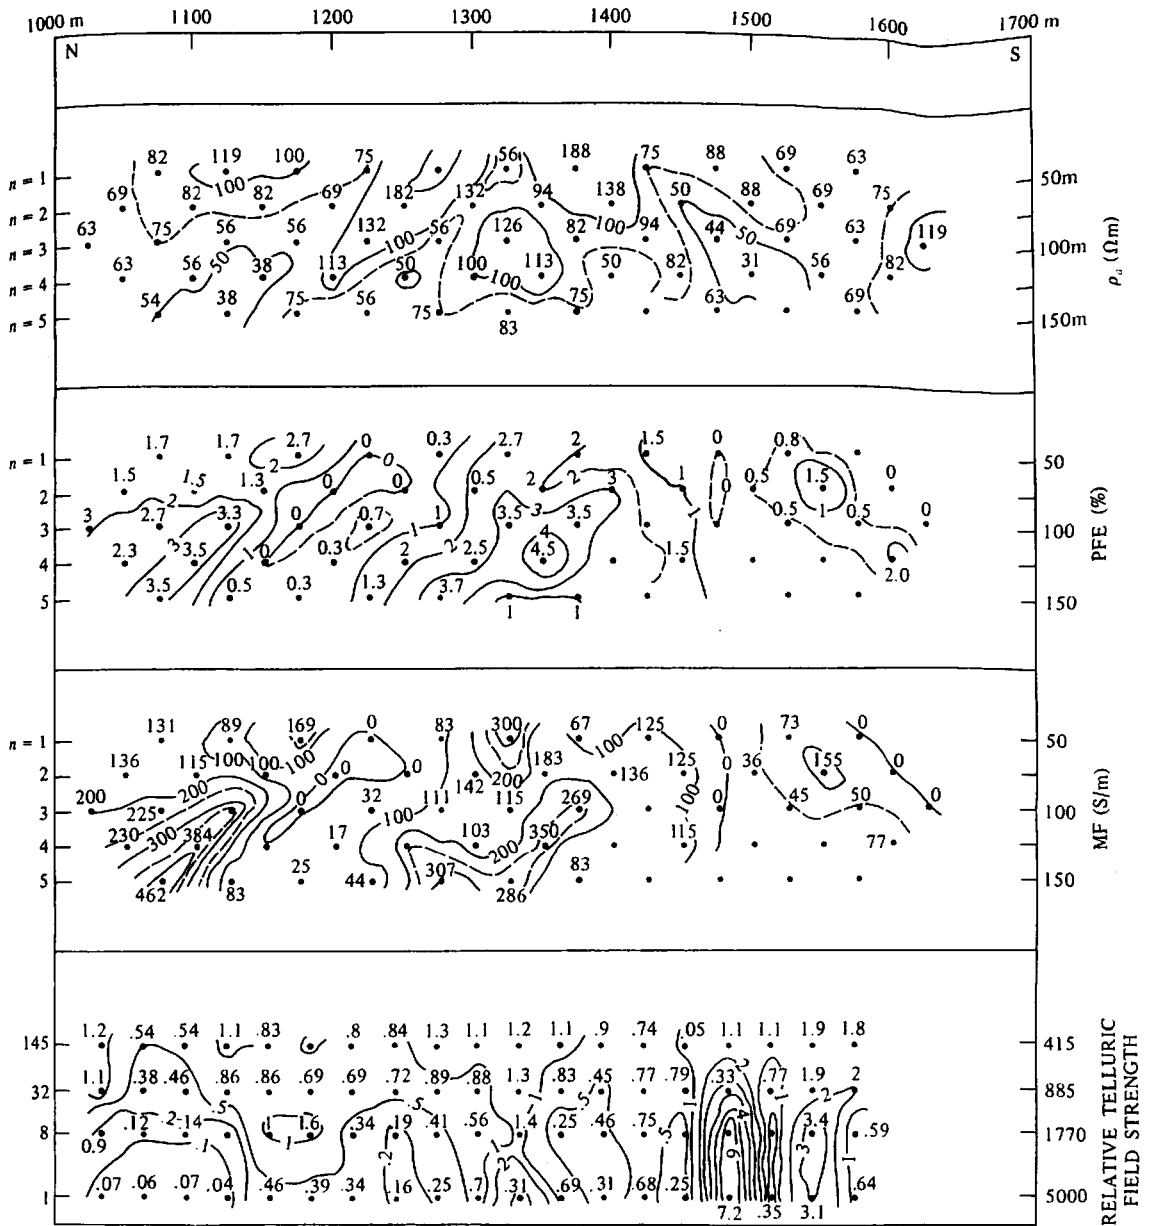 1000 m 1100 1200 1300 1400 1500 1600 1700 m
N S
82 119 100 75 56 188 75 88 69 63
n = 1 100 50m
69 82 82 69 182 132 94 138 50 88 69 75
n = 2 100
63 75 56 56 132 100 56 126 82 94 44 50 69 63 119
n = 3 50 100m
63 56 38 113 50 100 100 113 50 82 31 56 82
n = 4
54 38 75 56 75 83 75 63 69
n = 5 150m
ρa (Ωm)
1.7 1.7 2.7 0 0.3 2.7 2 1.5 0 0.8
n = 1 2 0 50
1.5 1.5 1.3 0 0 0.5 2 2 3 1 0 0.5 1.5 0
2 2
3 2.7 3.3 0 0.7 1 3.5 3 3.5 1 0.5 1 0.5 0
3 3 1 1 2 4 100
2.3 3.5 0 0.3 2 2.5 4.5 1.5 2.0
4
3.5 0.5 0.3 1.3 3.7 1 1
5 150
PFE (%)
131 89 169 0 83 300 67 125 0 73 0
n = 1 100 50
136 115 100 100 100 0 0 142 200 183 136 125 0 36 155 0
2
200 225 200 0 32 111 115 269 0 45 50 0
3 100 100 100
230 300 384 17 103 200 350 115 77
4
462 83 25 44 307 286 83
5 150
MF (S/m)
1.2 .54 .54 1.1 .83 .8 .84 1.3 1.1 1.2 1.1 .9 .74 .05 1.1 1.1 1.9 1.8
145 415
1.1 .38 .46 .86 .86 .69 .69 .72 .89 .88 1.3 .83 .45 .77 .79 .33 .77 1.9 2
32 .5 .5 1 .5 1 2 1 2 885
0.9 .12 .2 .14 1 1.6 .34 .19 .41 .56 1.4 .25 .46 .75 .5 4 3.4 .59
8 .1 1 .2 1 .2 6 3 1 1770
.07 .06 .07 .04 .46 .39 .34 .16 .25 .7 .31 .69 .31 .68 .25 7.2 .35 3.1 .64
1 5000
RELATIVE TELLURIC
FIELD STRENGTH